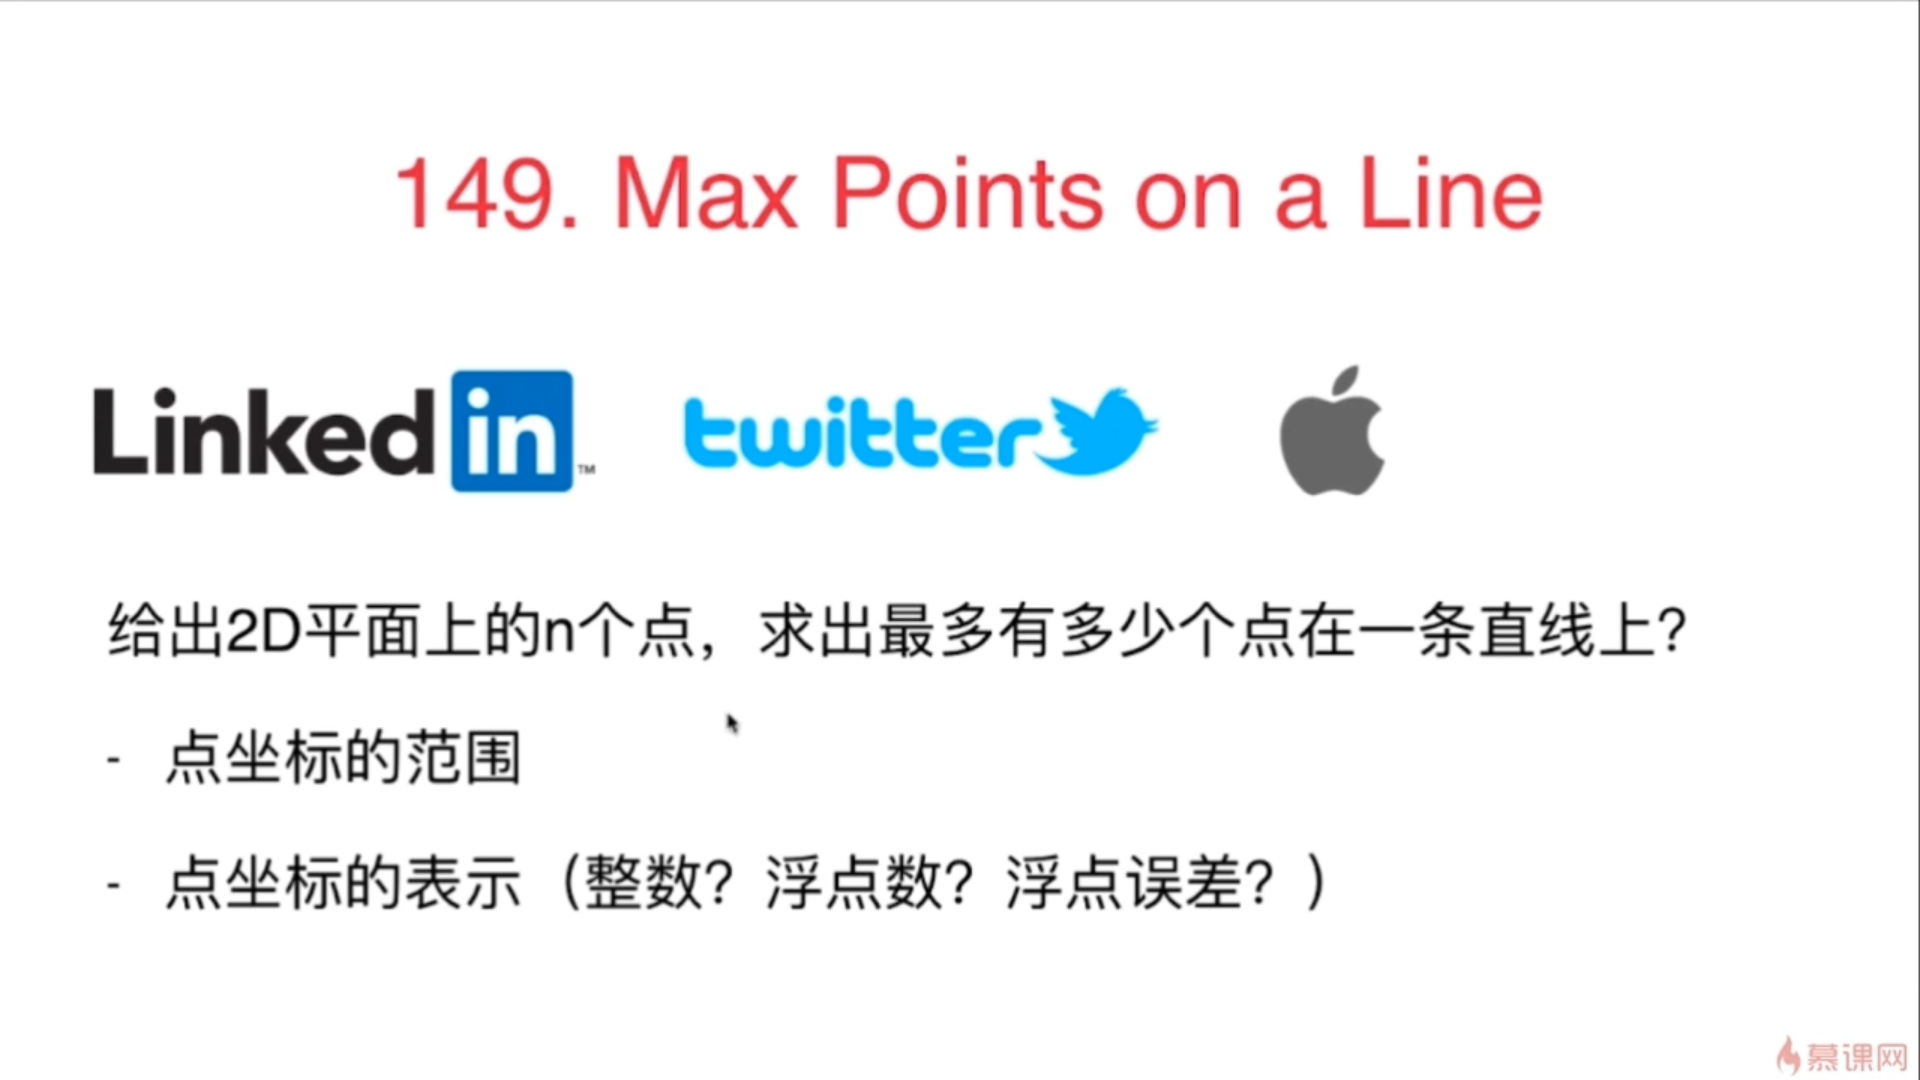 149. Max Points on a Line
Linked in ™ twitter
给出2D平面上的n个点，求出最多有多少个点在一条直线上？
- 点坐标的范围
- 点坐标的表示（整数？浮点数？浮点误差？）
慕课网